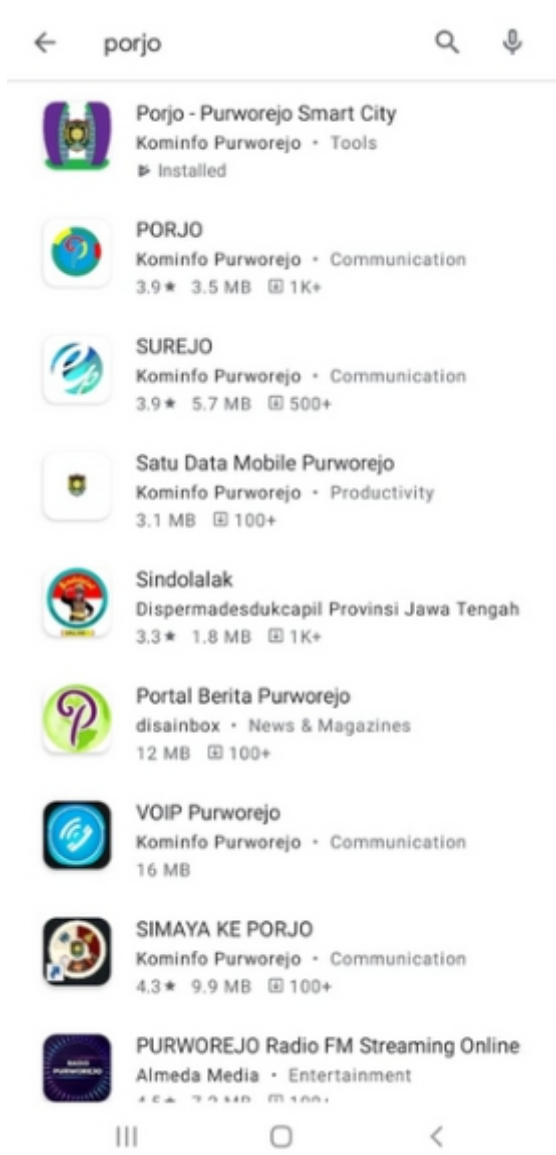 porjo
Porjo - Purworejo Smart City
Kominfo Purworejo • Tools
Installed
PORJO
Kominfo Purworejo • Communication
3.9★ 3.5 MB 1K+
SUREJO
Kominfo Purworejo • Communication
3.9★ 5.7 MB 500+
Satu Data Mobile Purworejo
Kominfo Purworejo • Productivity
3.1 MB 100+
Sindolalak
Dispermadesdukcapil Provinsi Jawa Tengah
3.3★ 1.8 MB 1K+
Portal Berita Purworejo
disainbox • News & Magazines
12 MB 100+
VOIP Purworejo
Kominfo Purworejo • Communication
16 MB
SIMAYA KE PORJO
Kominfo Purworejo • Communication
4.3★ 9.9 MB 100+
PURWOREJO Radio FM Streaming Online
RADIO
PURWOREJO
Almeda Media • Entertainment